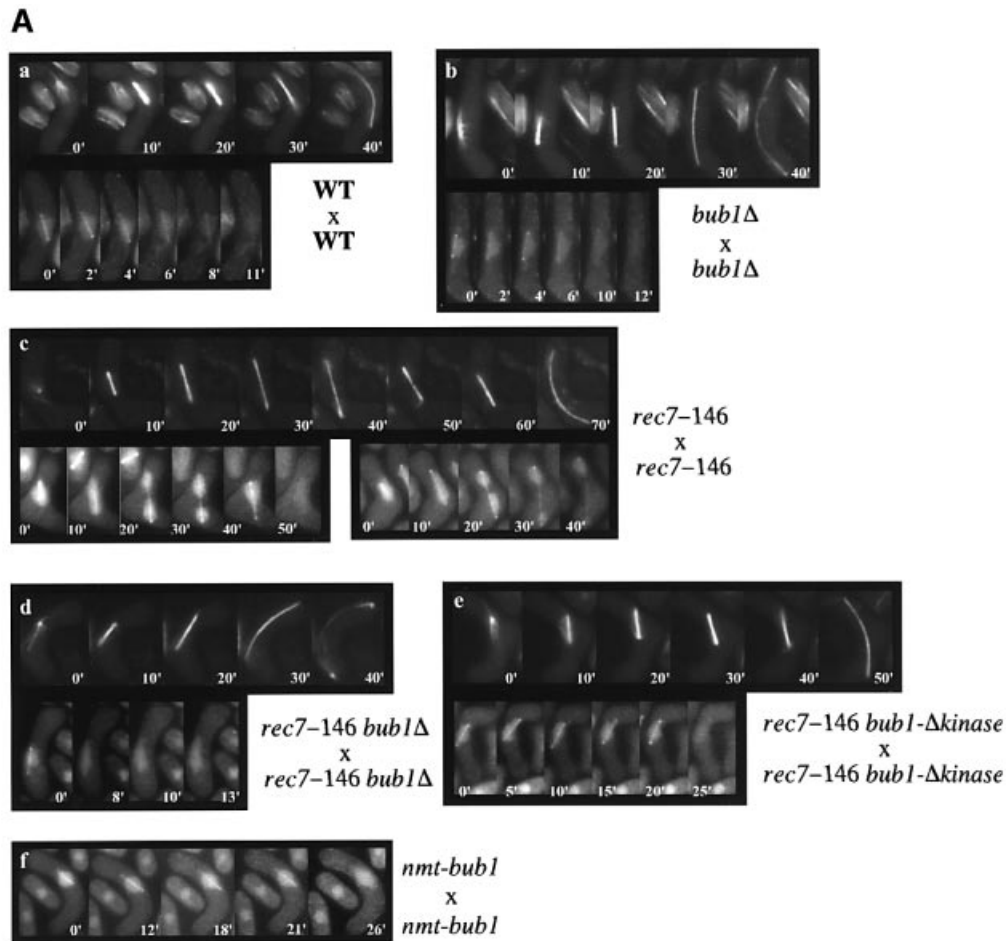 A
a
0' 10' 20' 30' 40'
0' 2' 4' 6' 8' 11'
WT
x
WT
b
0' 10' 20' 30' 40'
0' 2' 4' 6' 10' 12'
bub1Δ
x
bub1Δ
c
0' 10' 20' 30' 40' 50' 60' 70'
0' 10' 20' 30' 40' 50'
0' 10' 20' 30' 40'
rec7-146
x
rec7-146
d
0' 10' 20' 30' 40'
0' 8' 10' 13'
rec7-146 bub1Δ
x
rec7-146 bub1Δ
e
0' 10' 20' 30' 40' 50'
0' 5' 10' 15' 20' 25'
rec7-146 bub1-Δkinase
x
rec7-146 bub1-Δkinase
f
0' 12' 18' 21' 26'
nmt-bub1
x
nmt-bub1